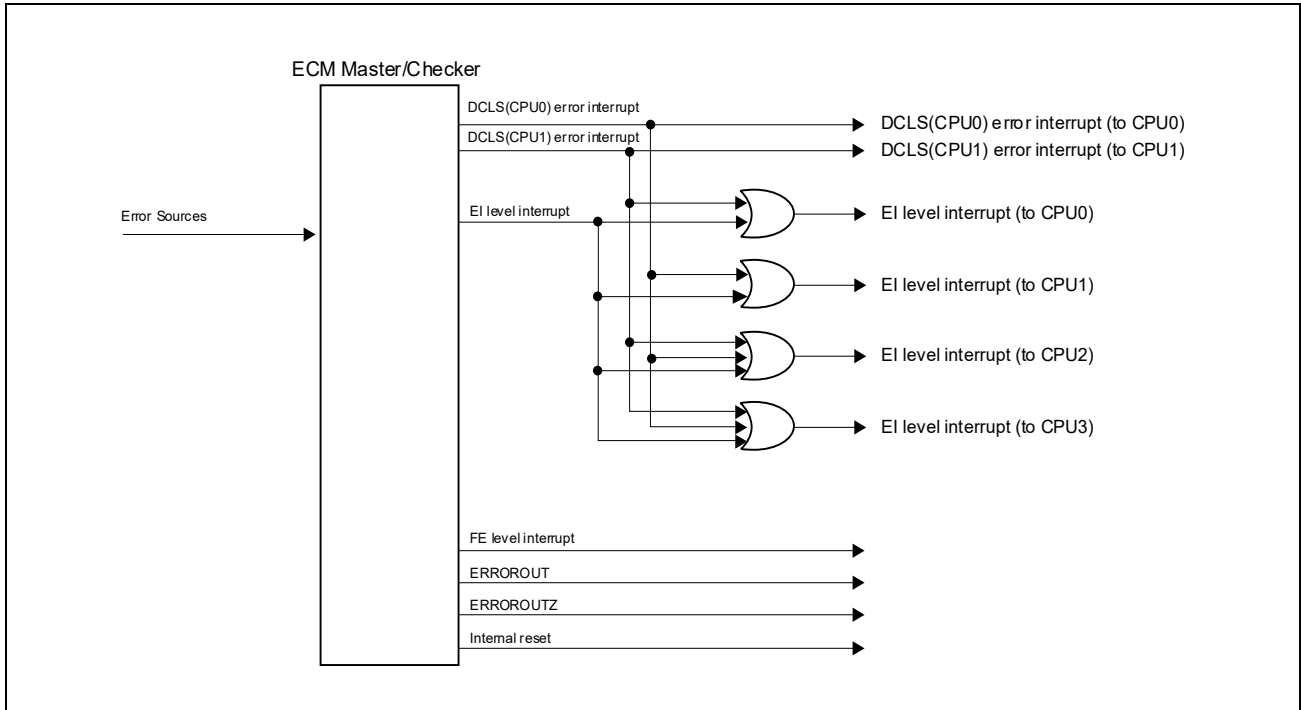 ECM Master/Checker
DCLS(CPU0) error interrupt
DCLS(CPU0) error interrupt (to CPU0)
DCLS(CPU1) error interrupt
DCLS(CPU1) error interrupt (to CPU1)
Error Sources
EI level interrupt
EI level interrupt (to CPU0)
EI level interrupt (to CPU1)
EI level interrupt (to CPU2)
EI level interrupt (to CPU3)
FE level interrupt
ERROROUT
ERROROUTZ
Internal reset